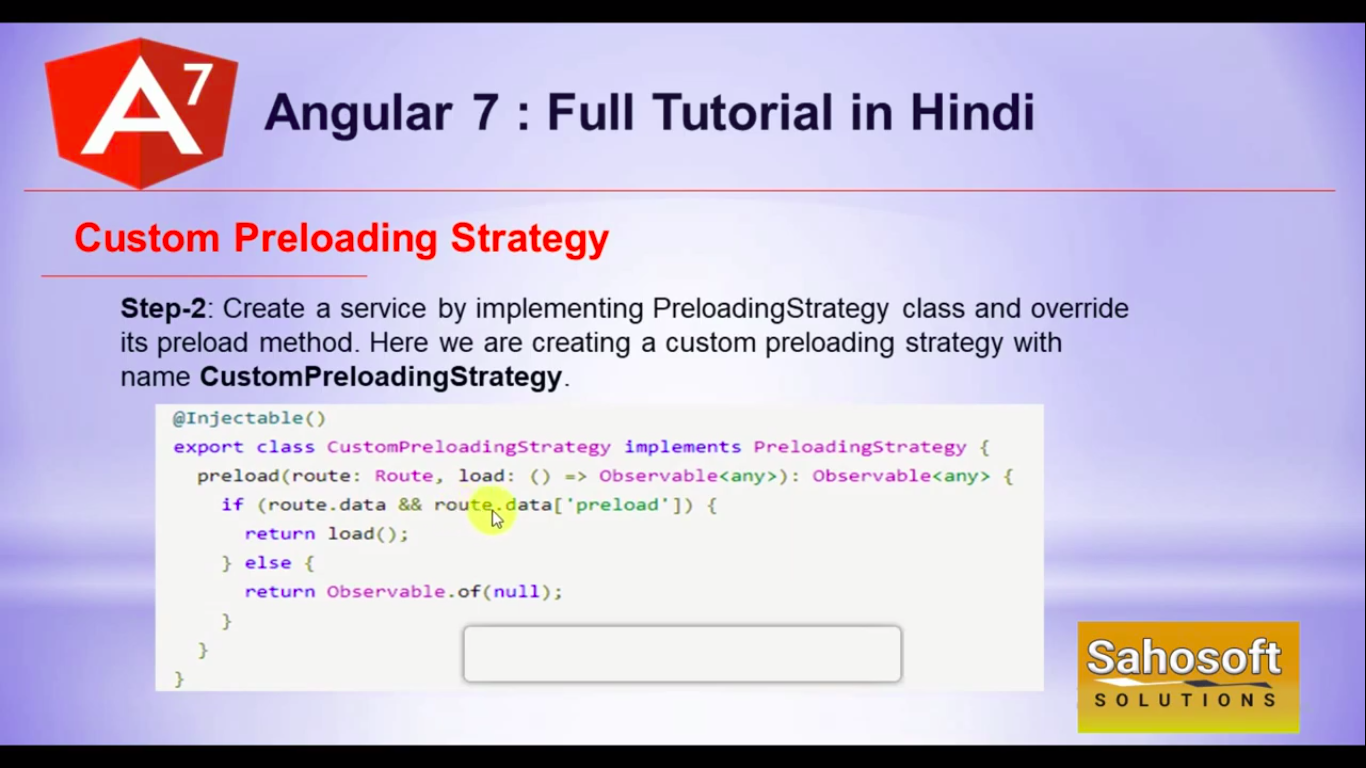 A7
Angular 7 : Full Tutorial in Hindi
Custom Preloading Strategy
Step-2: Create a service by implementing PreloadingStrategy class and override
its preload method. Here we are creating a custom preloading strategy with
name CustomPreloadingStrategy.
@Injectable()
export class CustomPreloadingStrategy implements PreloadingStrategy {
preload(route: Route, load: () => Observable<any>): Observable<any> {
if (route.data && route.data['preload']) {
return load();
} else {
return Observable.of(null);
}
}
}
Sahosoft
SOLUTIONS